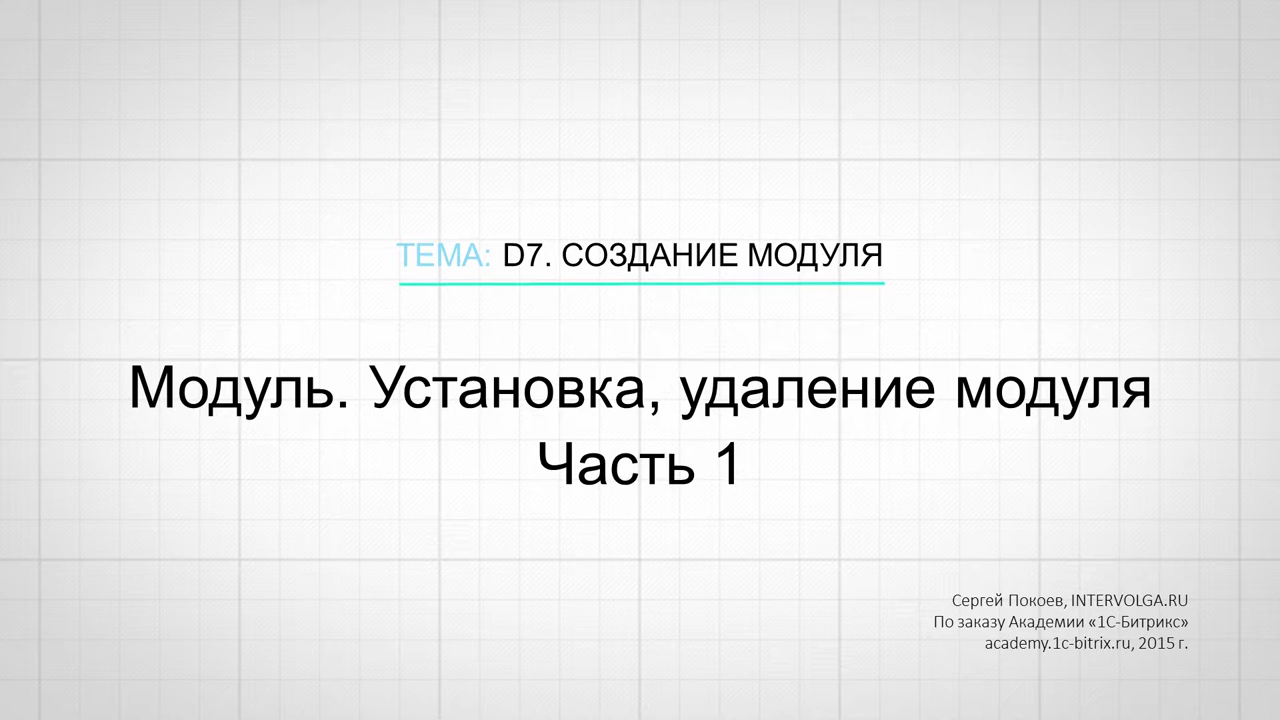 ТЕМА: D7. СОЗДАНИЕ МОДУЛЯ
Модуль. Установка, удаление модуля
Часть 1
Сергей Покоев, INTERVOLGA.RU
По заказу Академии «1С-Битрикс»
academy.1c-bitrix.ru, 2015 г.